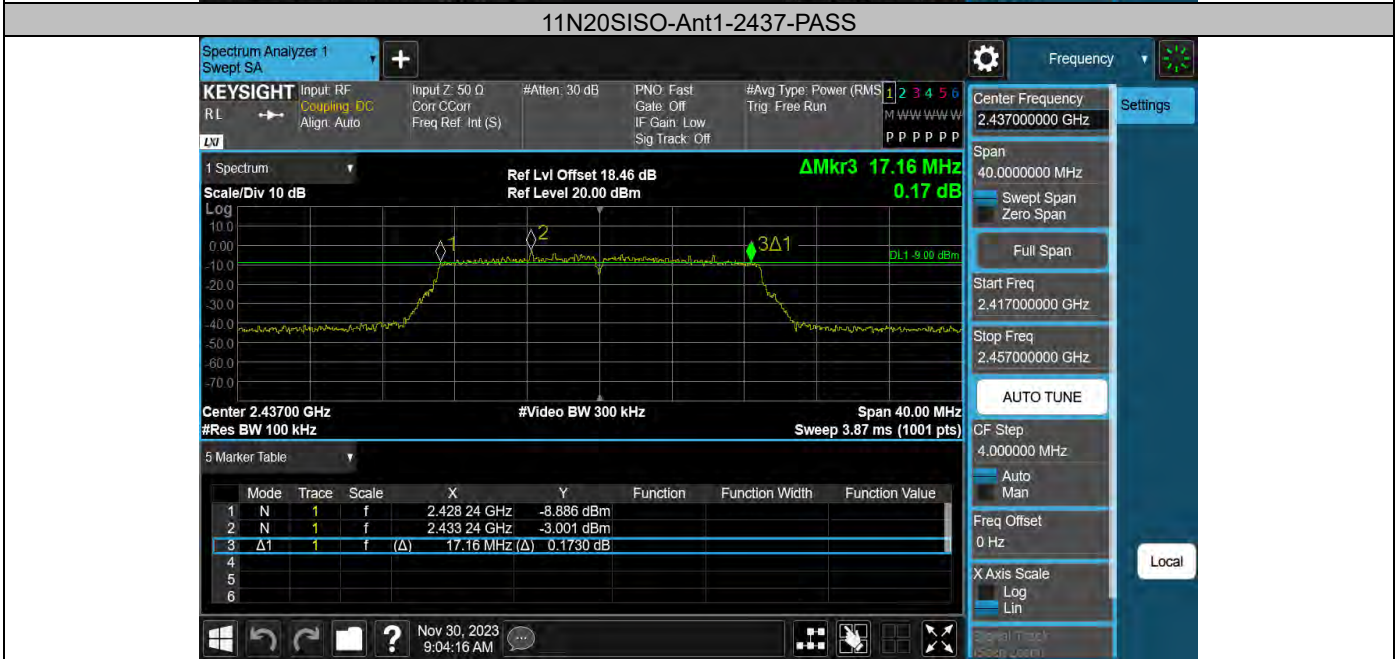 11N20SISO-Ant1-2437-PASS
Spectrum Analyzer 1
Swept SA
+
Frequency
KEYSIGHT
RL
LXI
Input: RF
Coupling: DC
Align: Auto
Input Z: 50 Ω
Corr CCorr
Freq Ref: Int (S)
#Atten: 30 dB
PNO: Fast
Gate: Off
IF Gain: Low
Sig Track: Off
#Avg Type: Power (RMS
Trig: Free Run
1 2 3 4 5 6
M W W W W W
P P P P P P
1 Spectrum
Scale/Div 10 dB
Ref Lvl Offset 18.46 dB
Ref Level 20.00 dBm
ΔMkr3 17.16 MHz
0.17 dB
Log
10.0
0.00
-10.0
-20.0
-30.0
-40.0
-50.0
-60.0
-70.0
1
2
3Δ1
DL1 -9.00 dBm
Center 2.43700 GHz
#Video BW 300 kHz
Span 40.00 MHz
#Res BW 100 kHz
Sweep 3.87 ms (1001 pts)
5 Marker Table
Mode Trace Scale X Y Function Function Width Function Value
1 N 1 f 2.428 24 GHz -8.886 dBm
2 N 1 f 2.433 24 GHz -3.001 dBm
3 Δ1 1 f (Δ) 17.16 MHz (Δ) 0.1730 dB
4
5
6
Nov 30, 2023
9:04:16 AM
?
Center Frequency
2.437000000 GHz
Settings
Span
40.0000000 MHz
Swept Span
Zero Span
Full Span
Start Freq
2.417000000 GHz
Stop Freq
2.457000000 GHz
AUTO TUNE
CF Step
4.000000 MHz
Auto
Man
Freq Offset
0 Hz
X Axis Scale
Log
Lin
Signal Track
(Span Zoom)
Local